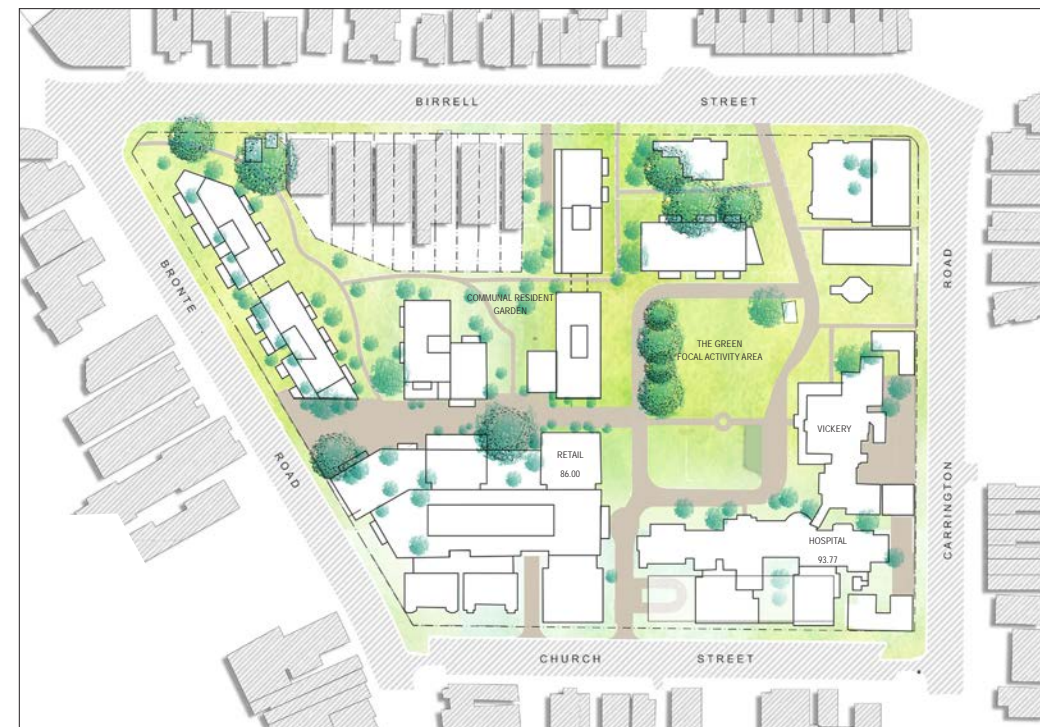 BIRRELL STREET
BRONTE
ROAD
ROAD
CARRINGTON
COMMUNAL RESIDENT
GARDEN
THE GREEN
FOCAL ACTIVITY AREA
VICKERY
RETAIL
86.00
HOSPITAL
93.77
CHURCH STREET